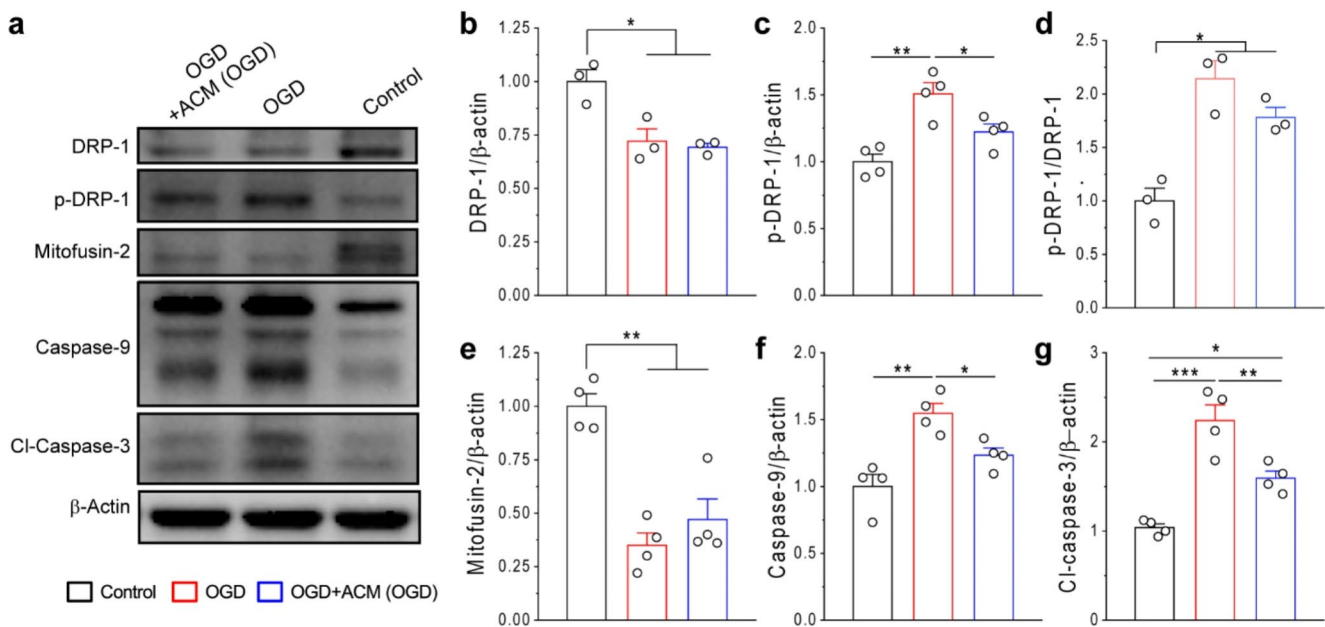 a
OGD
+ACM (OGD)
OGD
Control
DRP-1
p-DRP-1
Mitofusin-2
Caspase-9
Cl-Caspase-3
β-Actin
Control
OGD
OGD+ACM (OGD)
b
DRP-1/β-actin
1.25
1.00
0.75
0.50
0.25
0.00
*
c
p-DRP-1/β-actin
2.0
1.5
1.0
0.5
0.0
**
*
d
p-DRP-1/DRP-1
2.5
2.0
1.5
1.0
0.5
0.0
*
e
Mitofusin-2/β-actin
1.25
1.00
0.75
0.50
0.25
0.00
**
f
Caspase-9/β-actin
2.0
1.5
1.0
0.5
0.0
**
*
g
Cl-caspase-3/β–actin
3
2
1
0
*
***
**